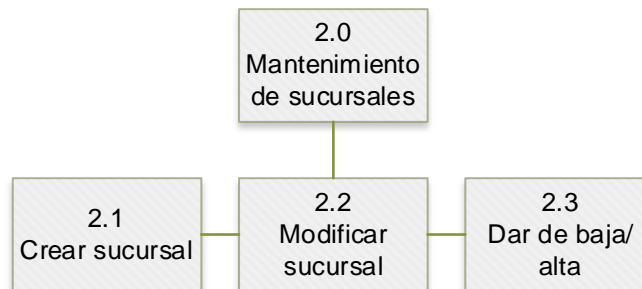 2.0
Mantenimiento
de sucursales
2.1
Crear sucursal
2.2
Modificar
sucursal
2.3
Dar de baja/
alta